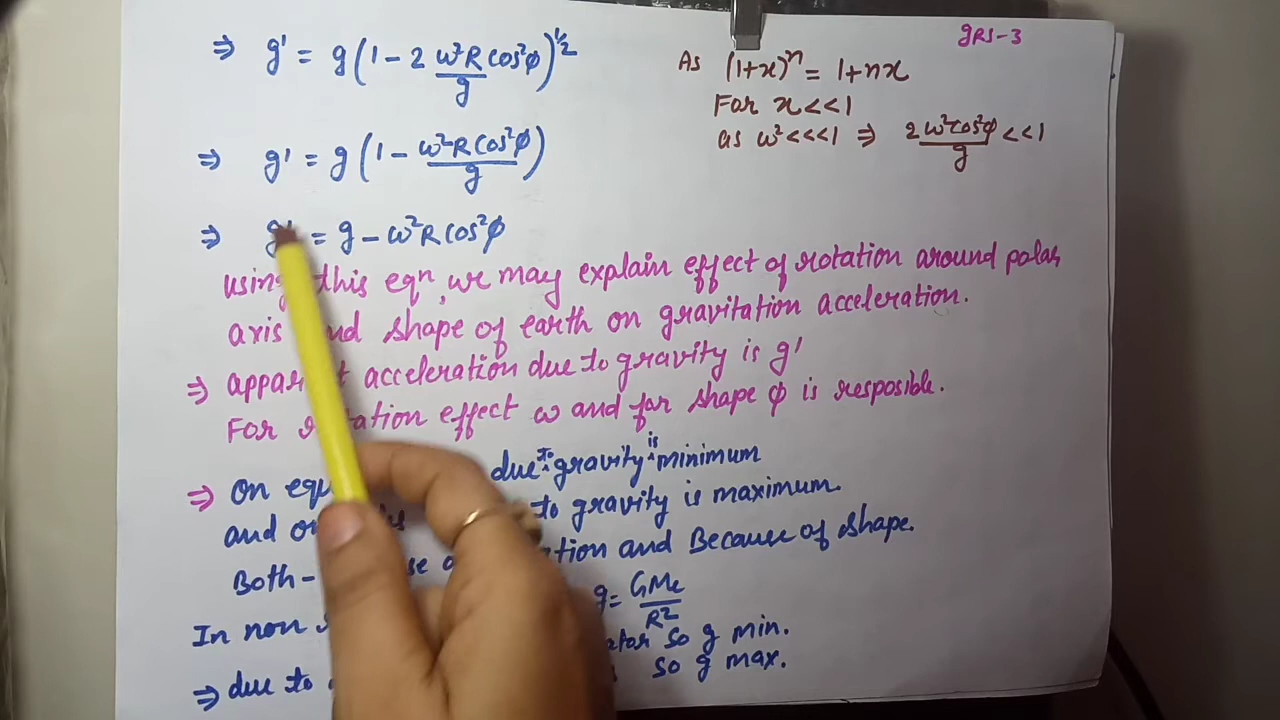 GRS-3
⇒ g' = g(1 - 2 ω²R cos²φ / g)^1/2
As (1+x)^n = 1+nx
For x<<1
as ω² <<<1 ⇒ 2ω²cos²φ / g <<1
⇒ g' = g(1 - ω²R cos²φ / g)
⇒ g' = g - ω²R cos²φ
using this eqn, we may explain effect of rotation around polar
axis and shape of earth on gravitation acceleration.
⇒ apparent acceleration due to gravity is g'
For rotation effect ω and for shape φ is resposible.
⇒ on due to gravity is minimum
and to gravity is maximum.
Both- and Because of shape.
In non g = GMe / R²
so g min.
⇒ due to so g max.